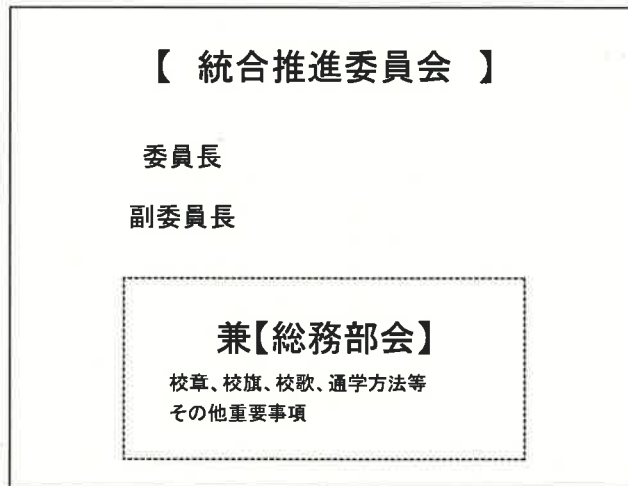 【 統合推進委員会 】
委員長
副委員長
兼【総務部会】
校章、校旗、校歌、通学方法等
その他重要事項